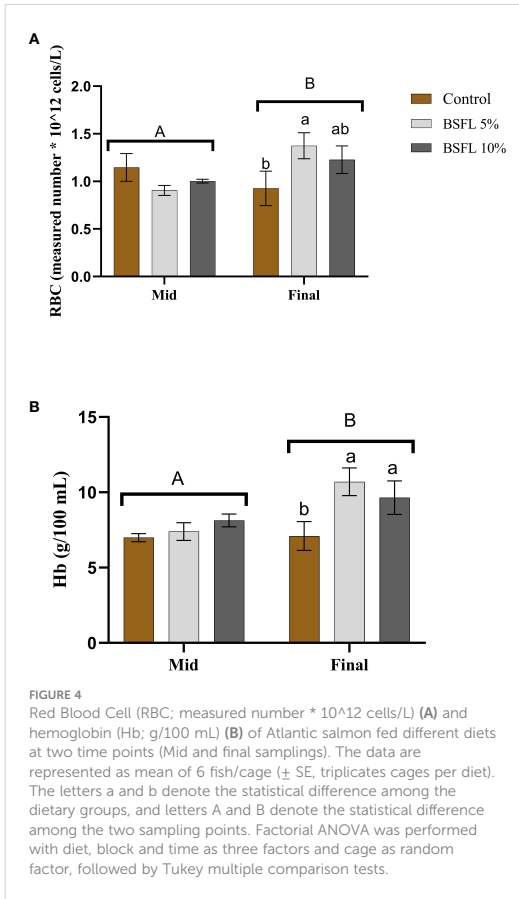 A
RBC (measured number * 10^12 cells/L)
2.0
1.5
1.0
0.5
0.0
A
B
b
a
ab
Mid
Final
Control
BSFL 5%
BSFL 10%
B
Hb (g/100 mL)
15
10
5
0
A
B
b
a
a
Mid
Final
FIGURE 4
Red Blood Cell (RBC; measured number * 10^12 cells/L) (A) and
hemoglobin (Hb; g/100 mL) (B) of Atlantic salmon fed different diets
at two time points (Mid and final samplings). The data are
represented as mean of 6 fish/cage (± SE, triplicates cages per diet).
The letters a and b denote the statistical difference among the
dietary groups, and letters A and B denote the statistical difference
among the two sampling points. Factorial ANOVA was performed
with diet, block and time as three factors and cage as random
factor, followed by Tukey multiple comparison tests.